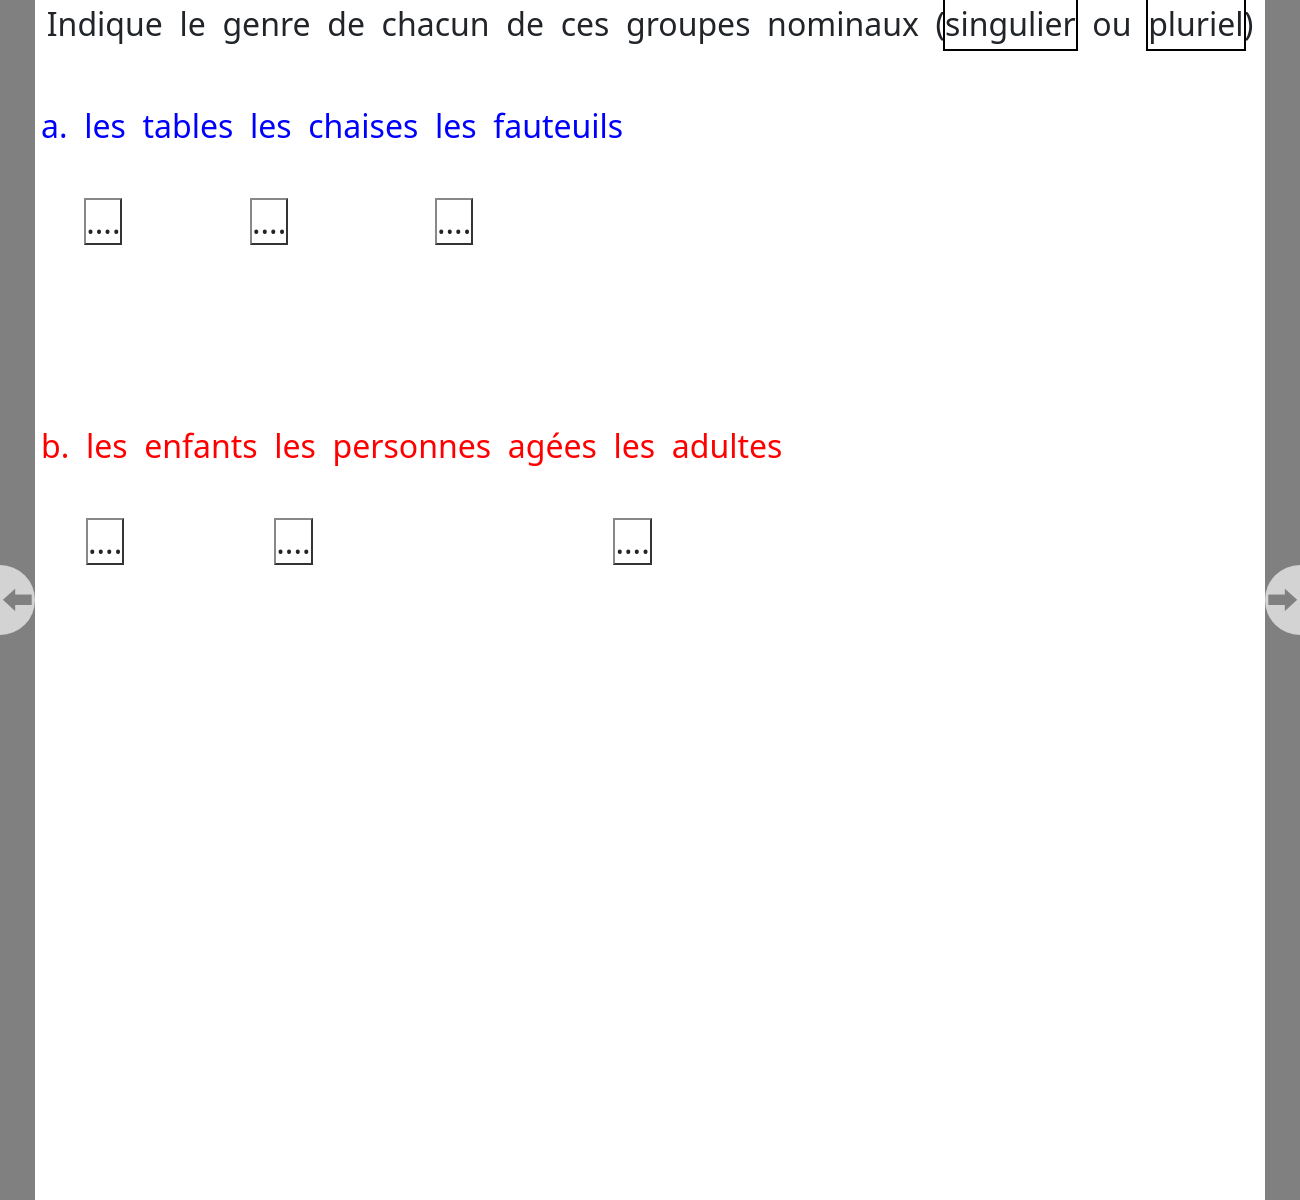 Indique le genre de chacun de ces groupes nominaux (singulier ou pluriel)
a. les tables les chaises les fauteuils
.... .... ....
b. les enfants les personnes agées les adultes
.... .... ....